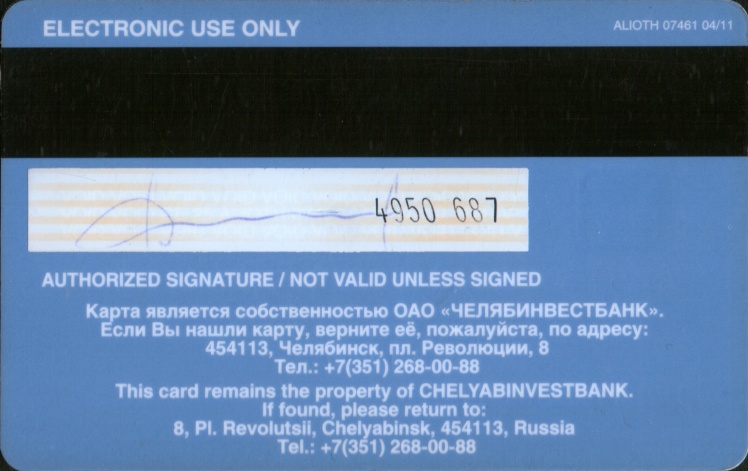 ELECTRONIC USE ONLY
ALIOTH 07461 04/11
4950 687
AUTHORIZED SIGNATURE / NOT VALID UNLESS SIGNED
Карта является собственностью ОАО «ЧЕЛЯБИНВЕСТБАНК».
Если Вы нашли карту, верните её, пожалуйста, по адресу:
454113, Челябинск, пл. Революции, 8
Тел.: +7(351) 268-00-88
This card remains the property of CHELYABINVESTBANK.
If found, please return to:
8, Pl. Revolutsii, Chelyabinsk, 454113, Russia
Tel.: +7(351) 268-00-88